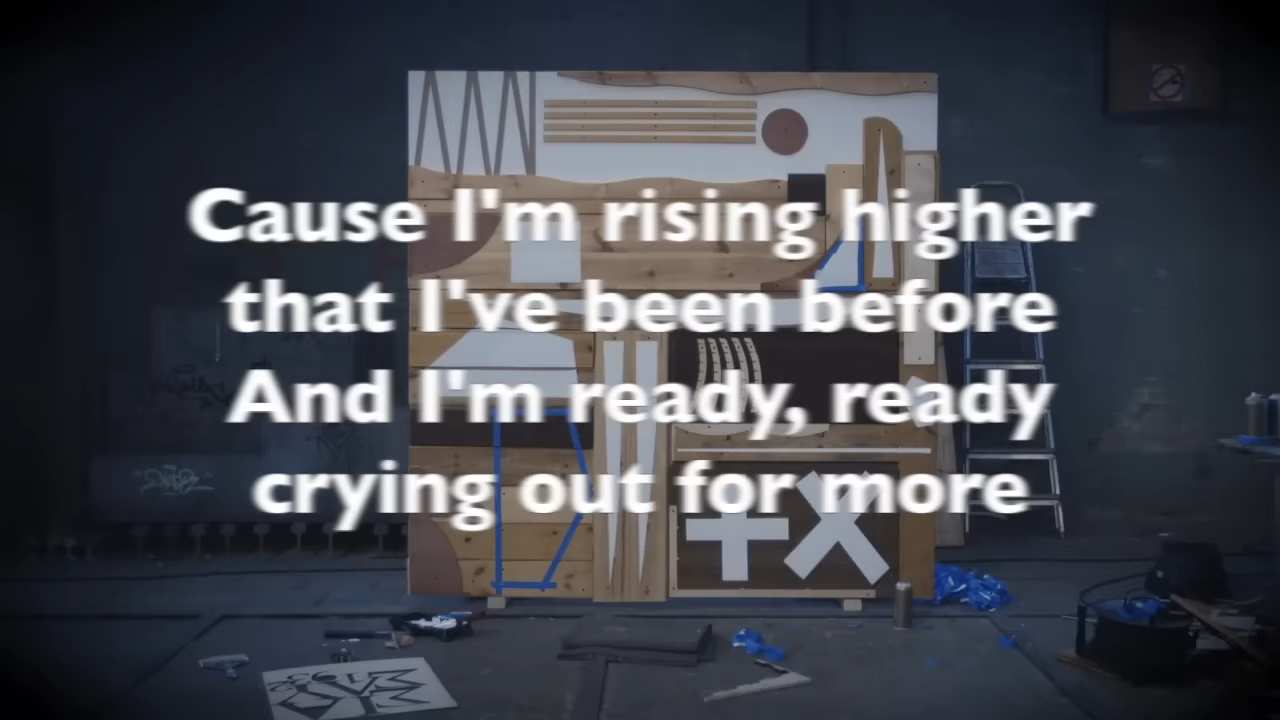 Cause I'm rising higher
that I've been before
And I'm ready, ready
crying out for more
+X